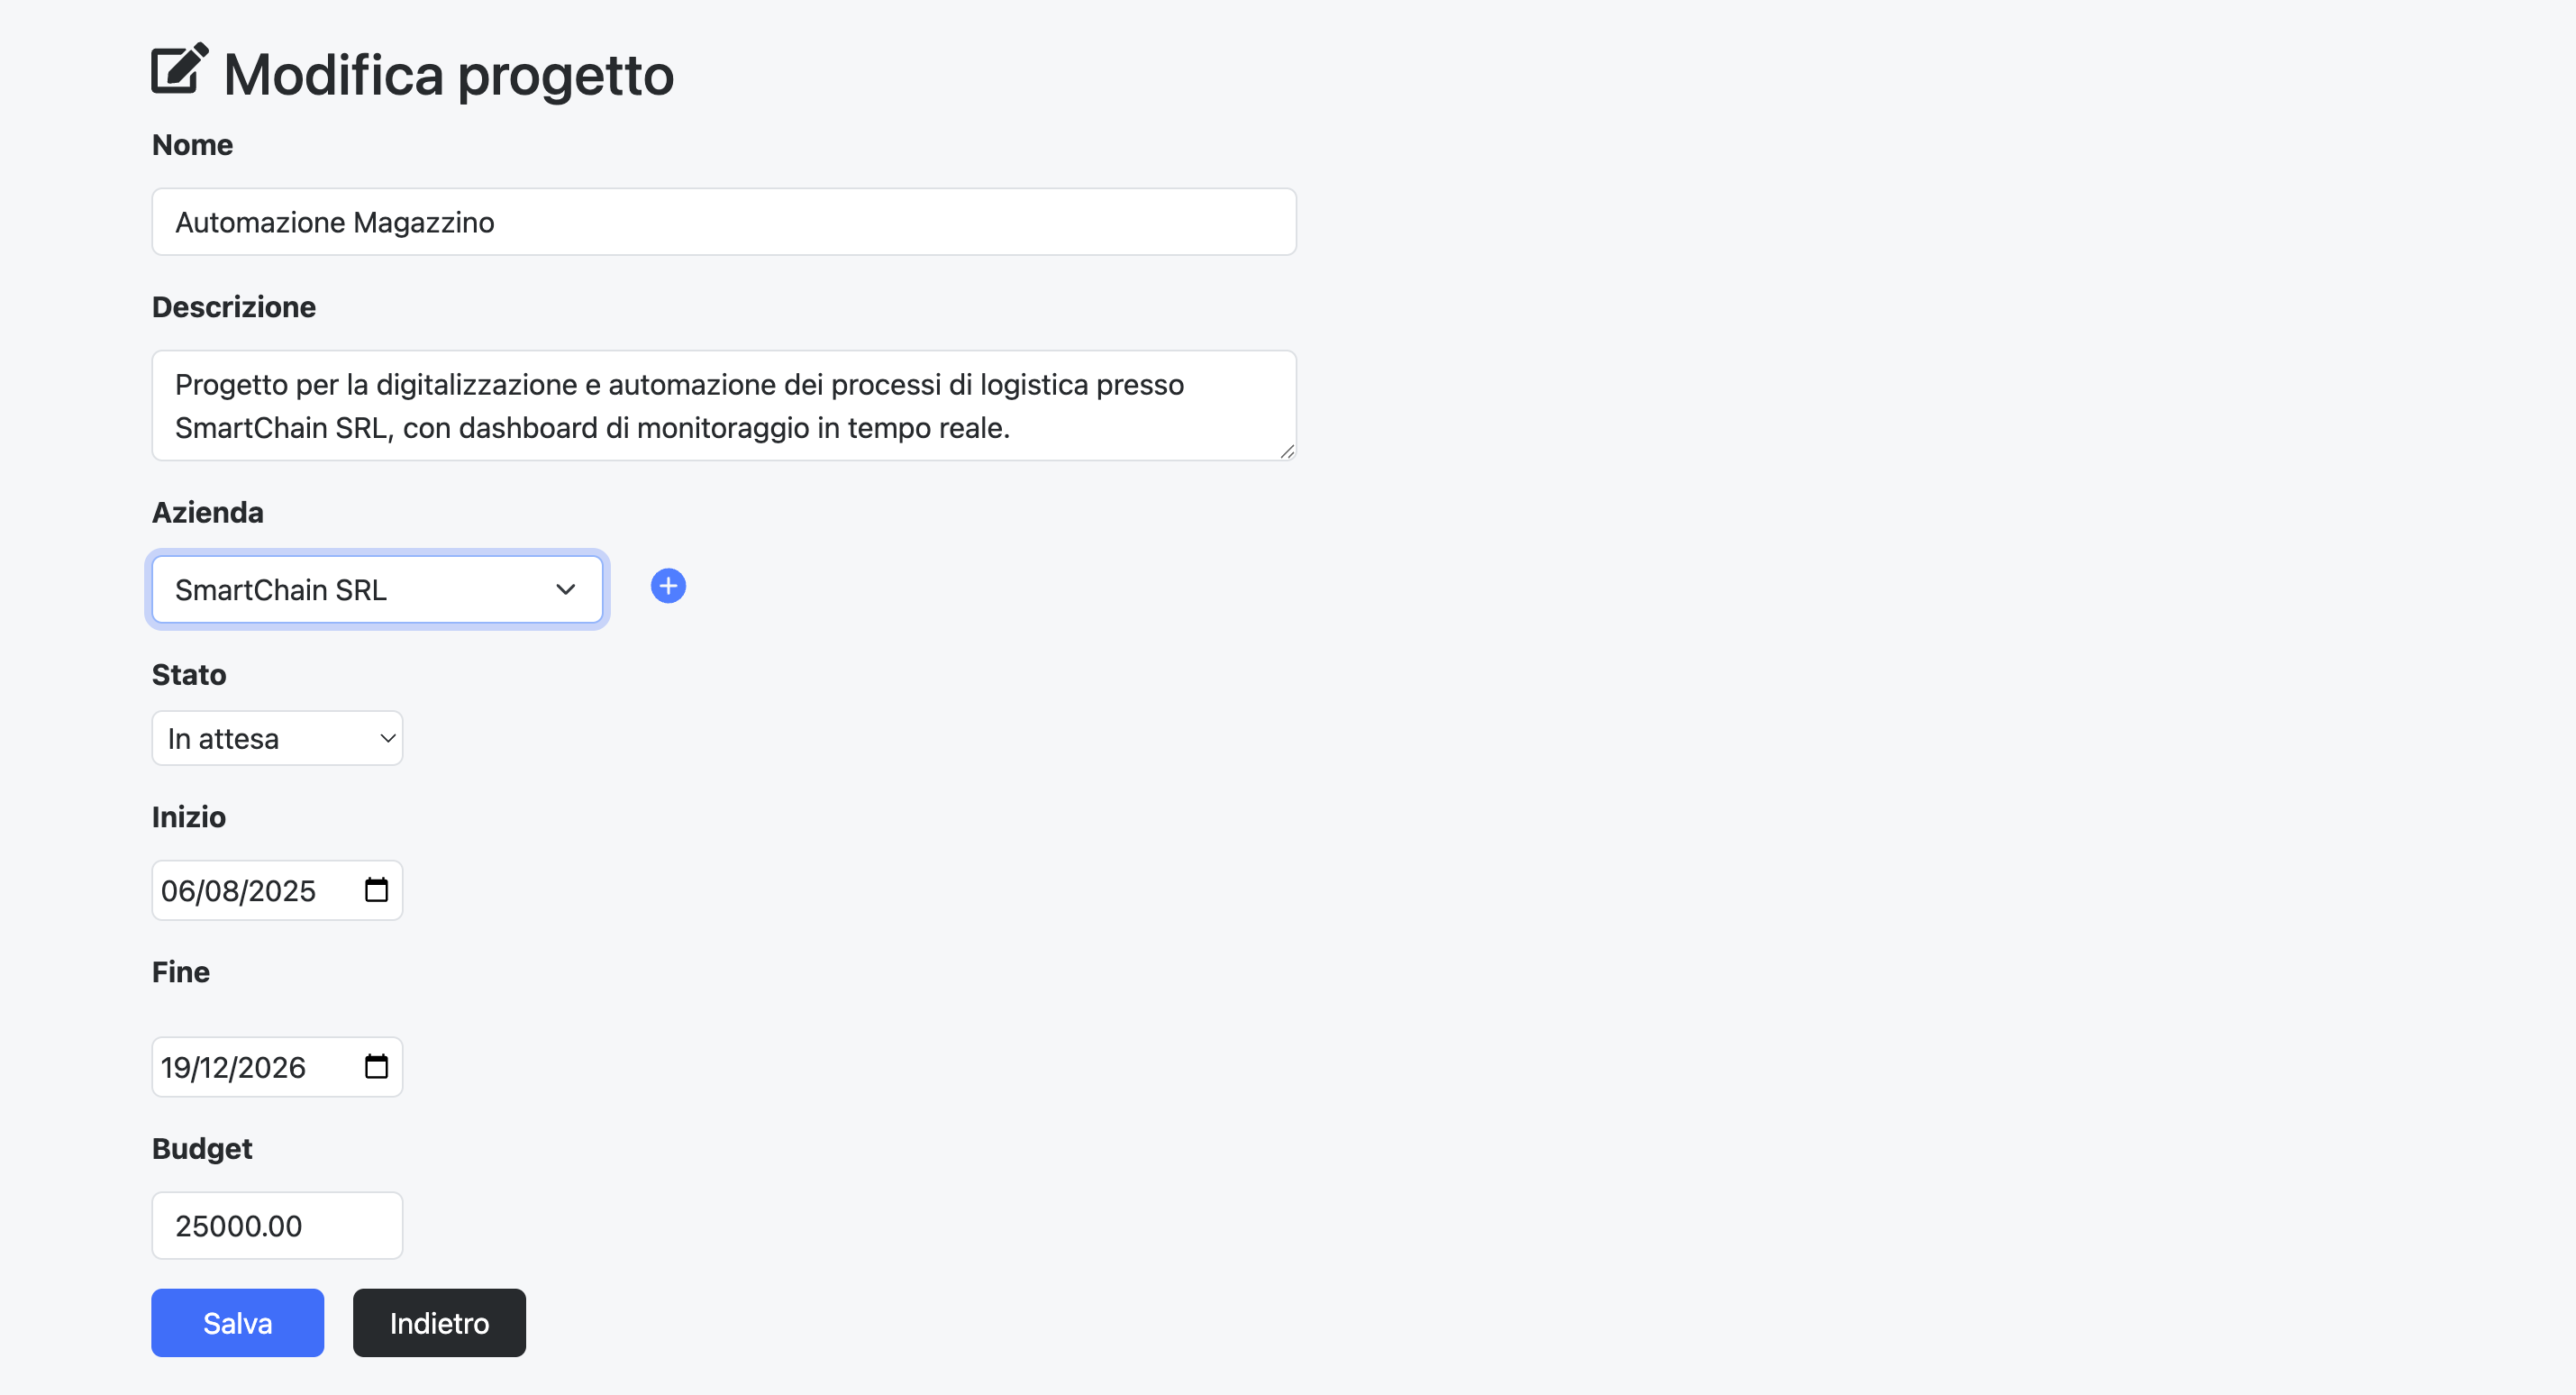 Modifica progetto
Nome
Automazione Magazzino
Descrizione
Progetto per la digitalizzazione e automazione dei processi di logistica presso
SmartChain SRL, con dashboard di monitoraggio in tempo reale.
Azienda
SmartChain SRL
Stato
In attesa
Inizio
06/08/2025
Fine
19/12/2026
Budget
25000.00
Salva Indietro